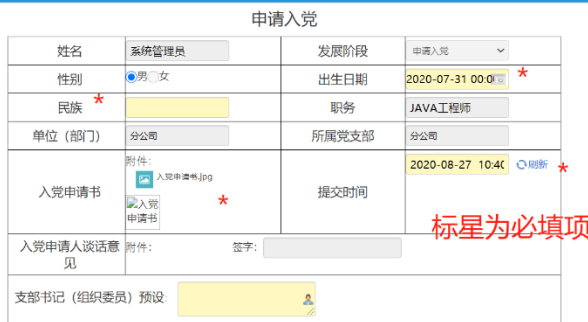 申请入党
姓名 系统管理员 发展阶段 申请入党
性别 男 女 出生日期 2020-07-31 00:0 *
民族 * 职务 JAVA工程师
单位（部门） 分公司 所属党支部 分公司
附件：
入党申请书.jpg
入党申请书 * 提交时间 2020-08-27 10:40 刷新 *
入党
申请书
标星为必填项
入党申请人谈话意见 附件： 签字：
支部书记（组织委员）预设